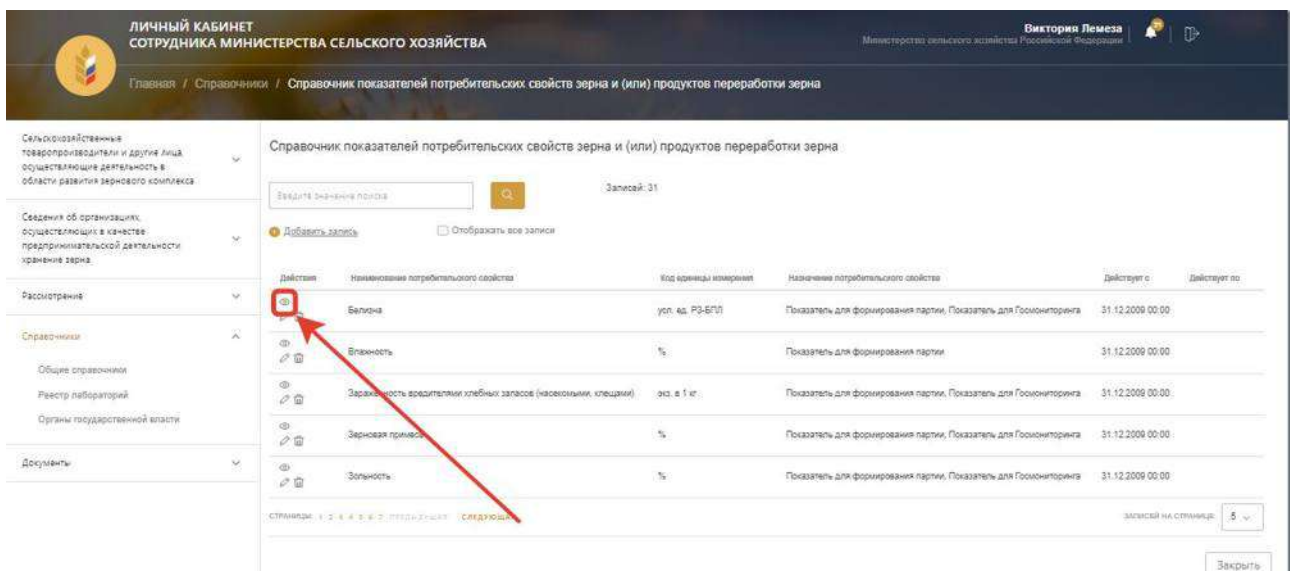 ЛИЧНЫЙ КАБИНЕТ
СОТРУДНИКА МИНИСТЕРСТВА СЕЛЬСКОГО ХОЗЯЙСТВА
Виктория Лемеза
Министерство сельского хозяйства Российской Федерации
Главная / Справочники / Справочник показателей потребительских свойств зерна и (или) продуктов переработки зерна
Сельскохозяйственные
товаропроизводители и другие лица,
осуществляющие деятельность в
области развития зернового комплекса
Сведения об организациях,
осуществляющих в качестве
предпринимательской деятельности
хранение зерна
Рассмотрение
Справочники
Общие справочники
Реестр лабораторий
Органы государственной власти
Документы
Справочник показателей потребительских свойств зерна и (или) продуктов переработки зерна
Введите значение поиска
Записей: 31
Добавить запись
Отображать все записи
Действия Наименование потребительского свойства Код единицы измерения Назначение потребительского свойства Действует с Действует по
Белизна усл. ед. РЗ-БПЛ Показатель для формирования партии, Показатель для Госмониторинга 31.12.2009 00:00
Влажность % Показатель для формирования партии 31.12.2009 00:00
Зараженность вредителями хлебных запасов (насекомыми, клещами) экз. в 1 кг Показатель для формирования партии, Показатель для Госмониторинга 31.12.2009 00:00
Зерновая примесь % Показатель для формирования партии, Показатель для Госмониторинга 31.12.2009 00:00
Зольность % Показатель для формирования партии, Показатель для Госмониторинга 31.12.2009 00:00
СТРАНИЦЫ: 1 2 3 4 5 6 7 ПРЕДЫДУЩАЯ СЛЕДУЮЩАЯ
ЗАПИСЕЙ НА СТРАНИЦЕ: 5
Закрыть